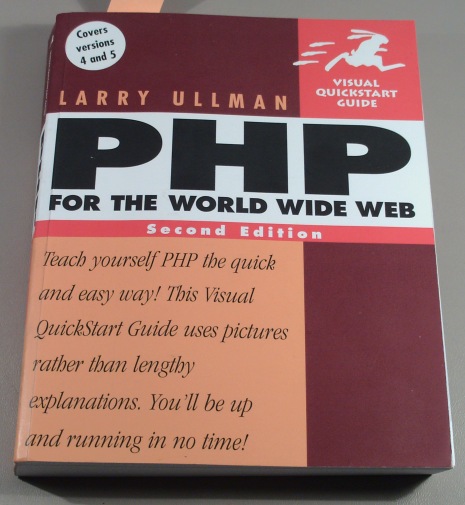 Covers
versions
4 and 5
VISUAL
QUICKSTART
GUIDE
LARRY ULLMAN
PHP
FOR THE WORLD WIDE WEB
Second Edition
Teach yourself PHP the quick
and easy way! This Visual
QuickStart Guide uses pictures
rather than lengthy
explanations. You'll be up
and running in no time!